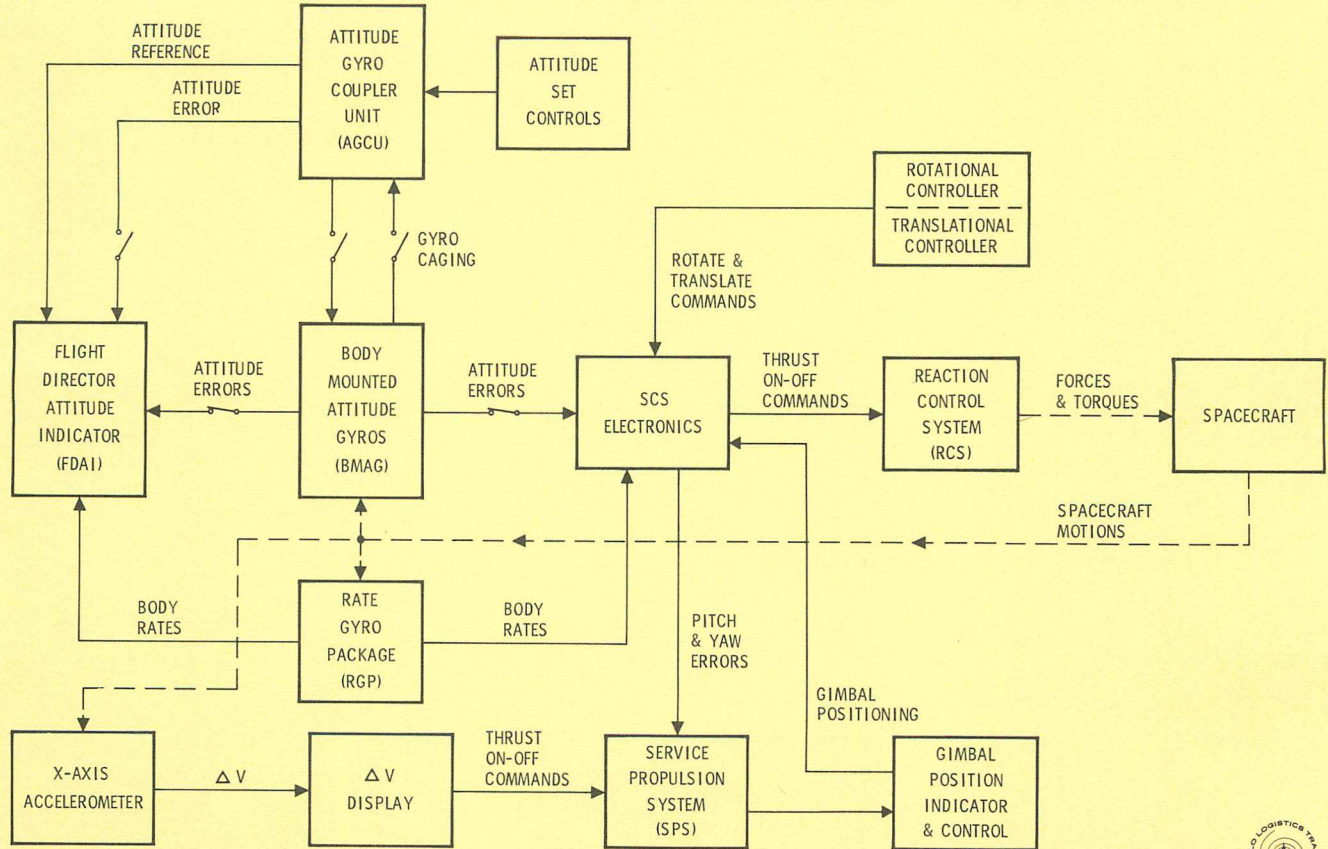 ATTITUDE
REFERENCE
ATTITUDE
ERROR
ATTITUDE
GYRO
COUPLER
UNIT
(AGCU)
ATTITUDE
SET
CONTROLS
ROTATIONAL
CONTROLLER
TRANSLATIONAL
CONTROLLER
GYRO
CAGING
ROTATE &
TRANSLATE
COMMANDS
FLIGHT
DIRECTOR
ATTITUDE
INDICATOR
(FDAI)
ATTITUDE
ERRORS
BODY
MOUNTED
ATTITUDE
GYROS
(BMAG)
ATTITUDE
ERRORS
SCS
ELECTRONICS
THRUST
ON-OFF
COMMANDS
REACTION
CONTROL
SYSTEM
(RCS)
FORCES
& TORQUES
SPACECRAFT
SPACECRAFT
MOTIONS
BODY
RATES
RATE
GYRO
PACKAGE
(RGP)
BODY
RATES
PITCH
& YAW
ERRORS
GIMBAL
POSITIONING
X-AXIS
ACCELEROMETER
Δ V
Δ V
DISPLAY
THRUST
ON-OFF
COMMANDS
SERVICE
PROPULSION
SYSTEM
(SPS)
GIMBAL
POSITION
INDICATOR
& CONTROL
LOGISTICS